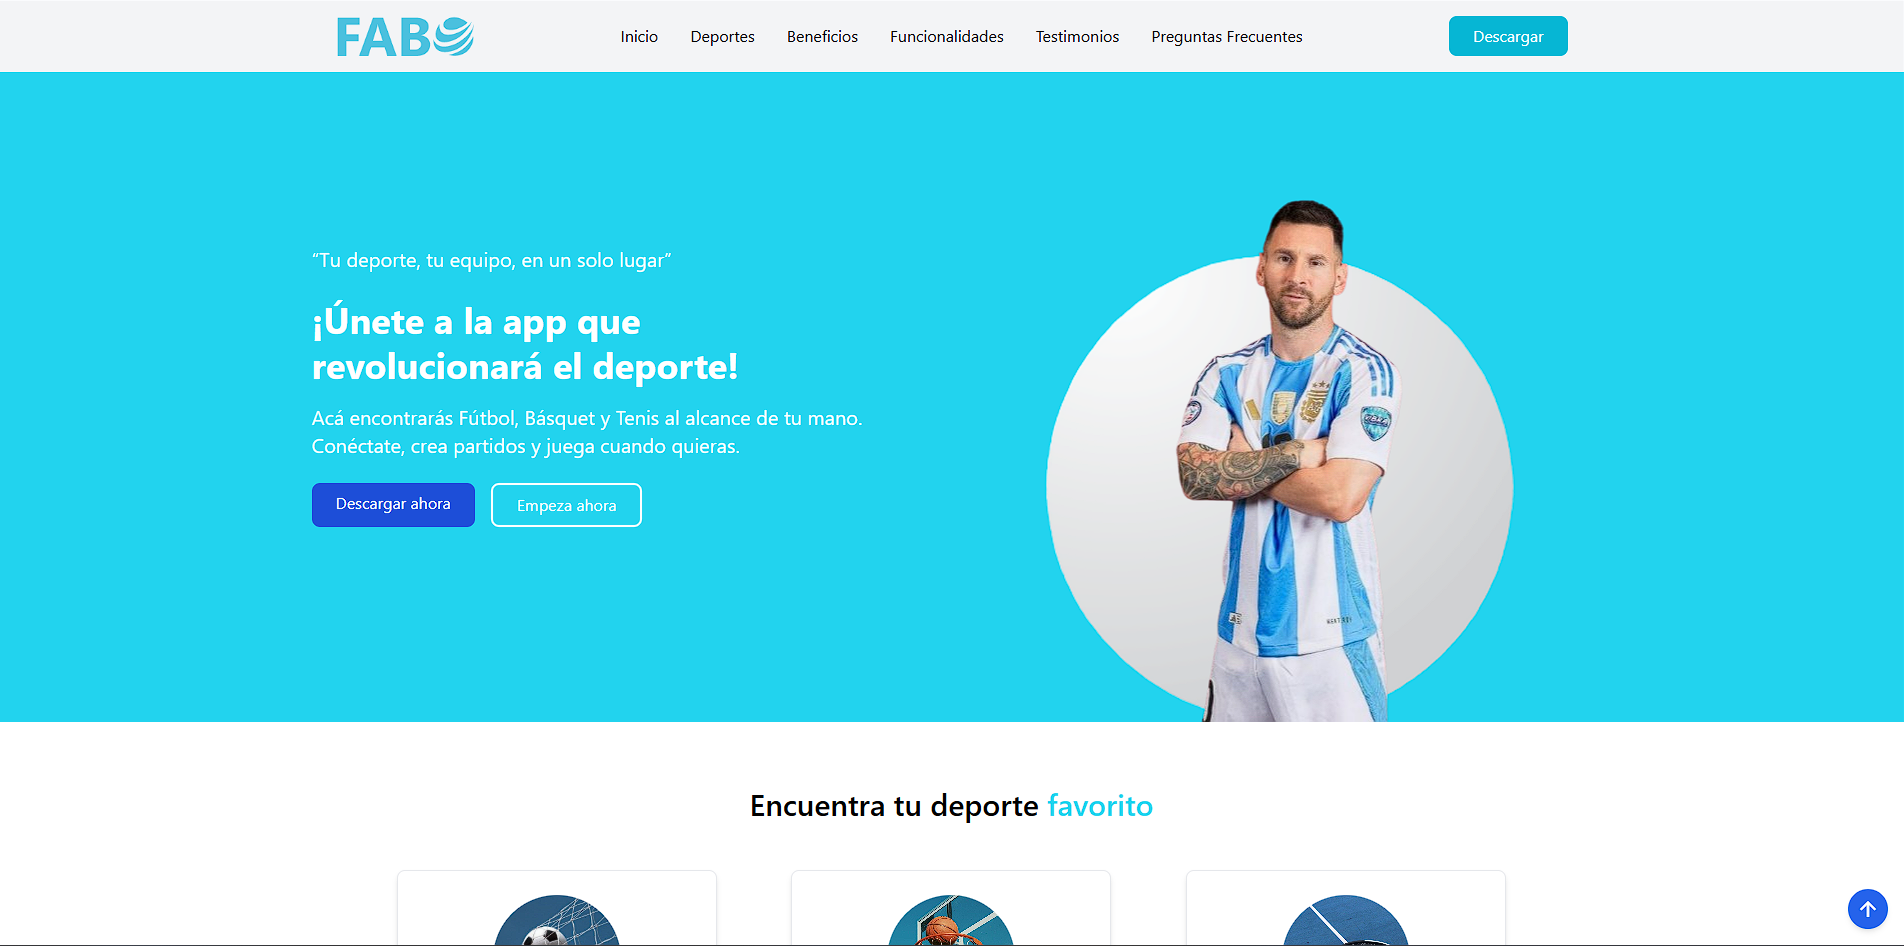 FABO
Inicio
Deportes
Beneficios
Funcionalidades
Testimonios
Preguntas Frecuentes
Descargar
“Tu deporte, tu equipo, en un solo lugar”
¡Únete a la app que
revolucionará el deporte!
Acá encontrarás Fútbol, Básquet y Tenis al alcance de tu mano.
Conéctate, crea partidos y juega cuando quieras.
Descargar ahora
Empeza ahora
Encuentra tu deporte favorito